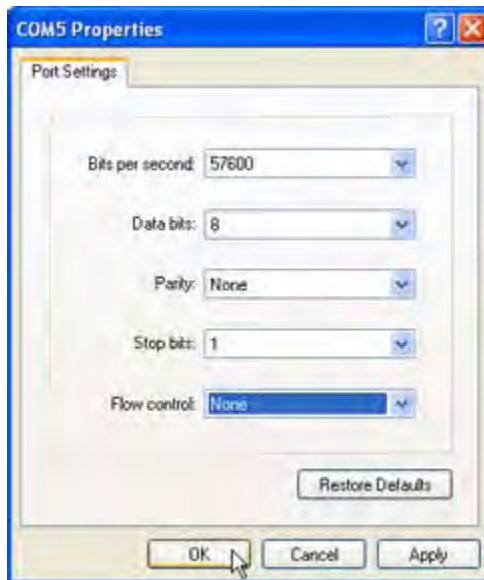 COM5 Properties
Port Settings
Bits per second: 57600
Data bits: 8
Parity: None
Stop bits: 1
Flow control: None
Restore Defaults
OK Cancel Apply